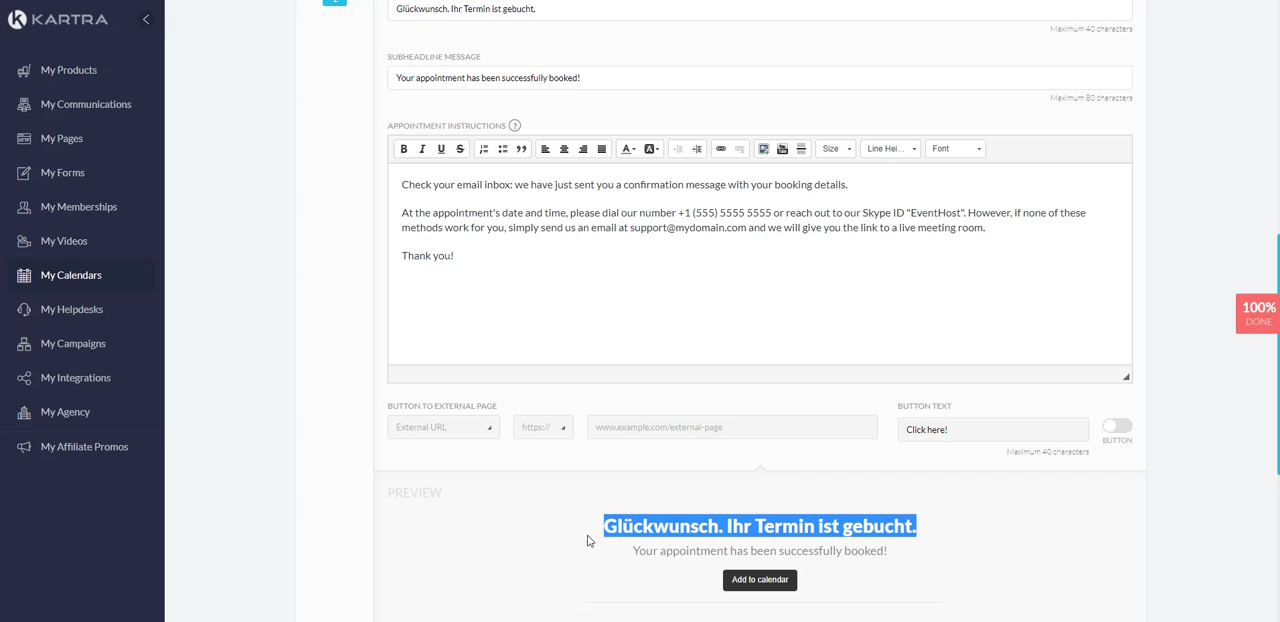 KARTRA
My Products
My Communications
My Pages
My Forms
My Memberships
My Videos
My Calendars
My Helpdesks
My Campaigns
My Integrations
My Agency
My Affiliate Promos
Glückwunsch. Ihr Termin ist gebucht.
Maximum 40 characters
SUBHEADLINE MESSAGE
Your appointment has been successfully booked!
Maximum 80 characters
APPOINTMENT INSTRUCTIONS ?
B I U S Size Line Hei... Font
Check your email inbox: we have just sent you a confirmation message with your booking details.
At the appointment's date and time, please dial our number +1 (555) 5555 5555 or reach out to our Skype ID "EventHost". However, if none of these
methods work for you, simply send us an email at support@mydomain.com and we will give you the link to a live meeting room.
Thank you!
BUTTON TO EXTERNAL PAGE
External URL
https://
www.example.com/external-page
BUTTON TEXT
Click here!
BUTTON
Maximum 40 characters
PREVIEW
Glückwunsch. Ihr Termin ist gebucht.
Your appointment has been successfully booked!
Add to calendar
100%
DONE